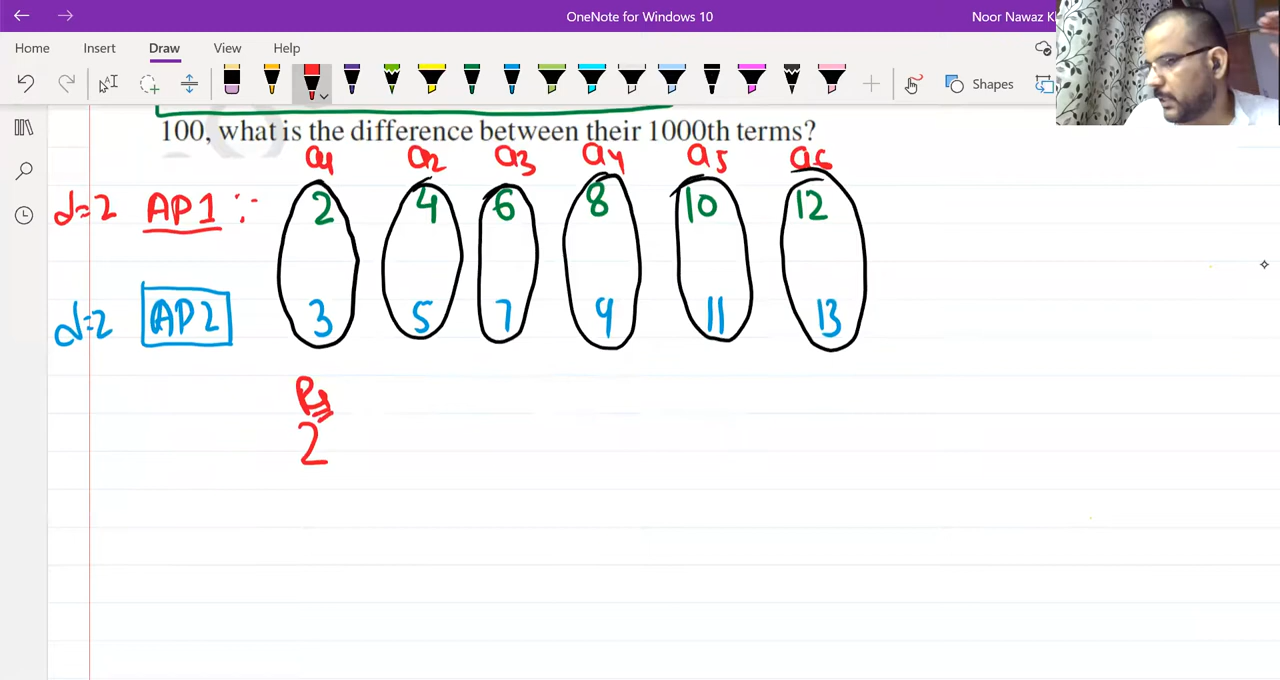 OneNote for Windows 10
Noor Nawaz K
Home Insert Draw View Help
Shapes
100, what is the difference between their 1000th terms?
a1 a2 a3 a4 a5 a6
d=2 AP1 :- 2 4 6 8 10 12
d=2 AP2 3 5 7 9 11 13
2